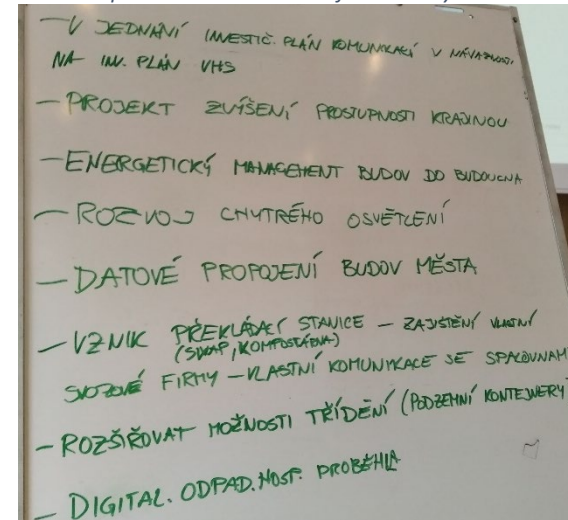 – V JEDNÁNÍ INVESTIČ. PLÁN KOMUNIKACÍ V NÁVAZNOSTI
NA INV. PLÁN VHS
– PROJEKT ZVÝŠENÍ PROSTUPNOSTI KRAJINOU
– ENERGETICKÝ MANAGEMENT BUDOV DO BUDOUCNA
– ROZVOJ CHYTRÉHO OSVĚTLENÍ
– DATOVÉ PROPOJENÍ BUDOV MĚSTA
– VZNIK PŘEKLÁDACÍ STANICE – ZAJIŠTĚNÍ VLASTNÍ
(SWAP, KOMPOSTÁRNA)
SVOZOVÉ FIRMY – VLASTNÍ KOMUNIKACE SE SPALOVNAM
– ROZŠIŘOVAT MOŽNOSTI TŘÍDĚNÍ (PODZEMNÍ KONTEJNERY)
– DIGITAL. ODPAD. HOSP. PROBĚHLA